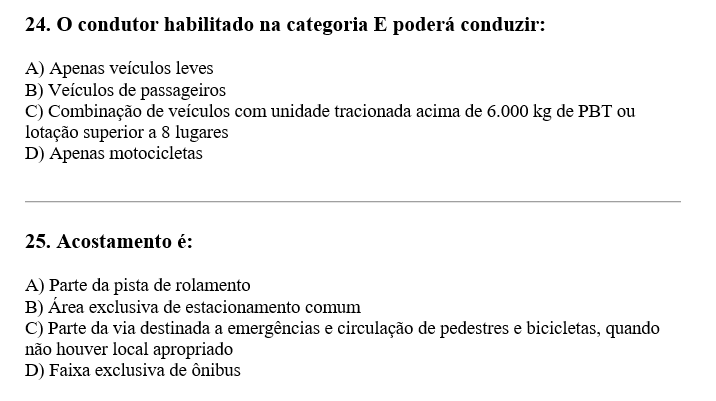 24. O condutor habilitado na categoria E poderá conduzir:
A) Apenas veículos leves
B) Veículos de passageiros
C) Combinação de veículos com unidade tracionada acima de 6.000 kg de PBT ou
lotação superior a 8 lugares
D) Apenas motocicletas
25. Acostamento é:
A) Parte da pista de rolamento
B) Área exclusiva de estacionamento comum
C) Parte da via destinada a emergências e circulação de pedestres e bicicletas, quando
não houver local apropriado
D) Faixa exclusiva de ônibus